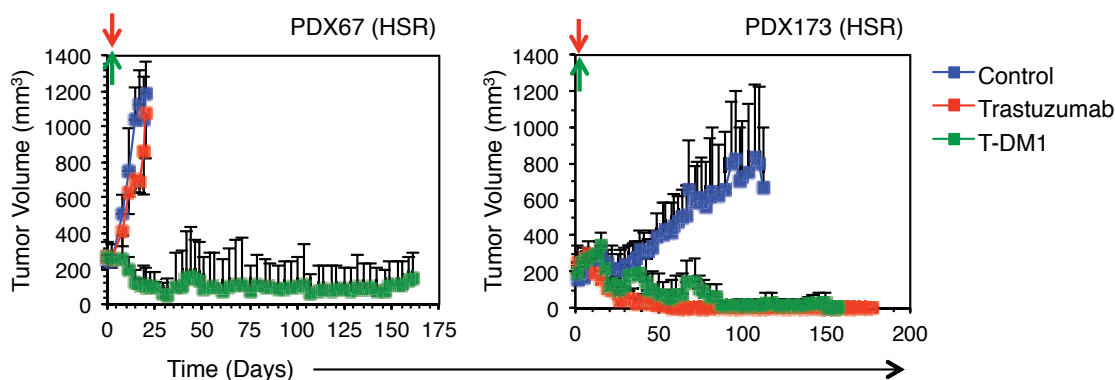 PDX67 (HSR)
Tumor Volume (mm³)
1400
1200
1000
800
600
400
200
0
0 25 50 75 100 125 150 175
PDX173 (HSR)
Tumor Volume (mm³)
1400
1200
1000
800
600
400
200
0
0 50 100 150 200
Control
Trastuzumab
T-DM1
Time (Days)